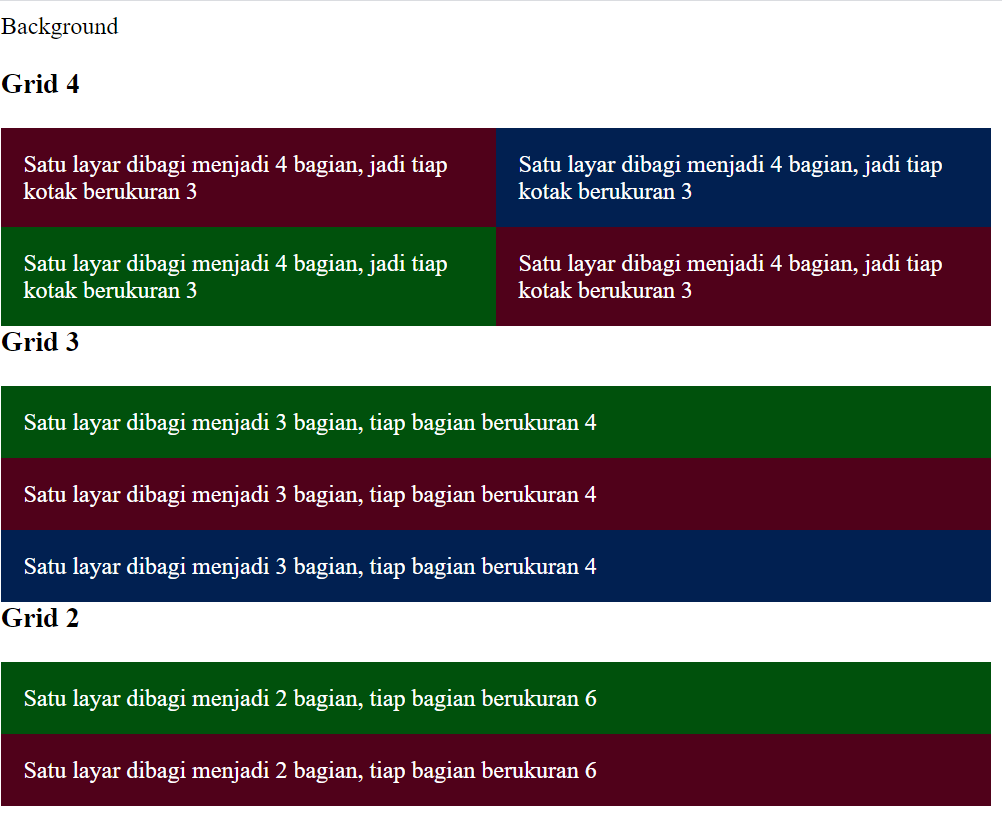 Background
Grid 4
Satu layar dibagi menjadi 4 bagian, jadi tiap
kotak berukuran 3
Satu layar dibagi menjadi 4 bagian, jadi tiap
kotak berukuran 3
Satu layar dibagi menjadi 4 bagian, jadi tiap
kotak berukuran 3
Satu layar dibagi menjadi 4 bagian, jadi tiap
kotak berukuran 3
Grid 3
Satu layar dibagi menjadi 3 bagian, tiap bagian berukuran 4
Satu layar dibagi menjadi 3 bagian, tiap bagian berukuran 4
Satu layar dibagi menjadi 3 bagian, tiap bagian berukuran 4
Grid 2
Satu layar dibagi menjadi 2 bagian, tiap bagian berukuran 6
Satu layar dibagi menjadi 2 bagian, tiap bagian berukuran 6